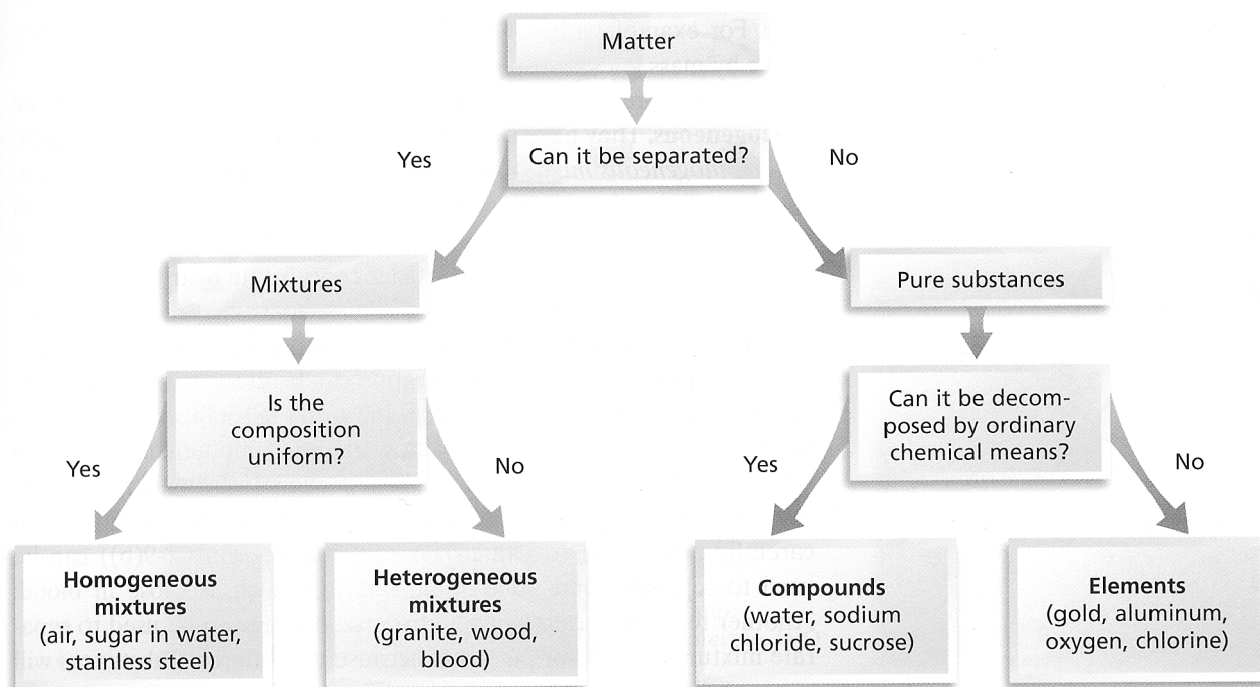 Matter
Can it be separated?
Yes
No
Mixtures
Pure substances
Is the
composition
uniform?
Can it be decom-
posed by ordinary
chemical means?
Yes
No
Yes
No
Homogeneous
mixtures
(air, sugar in water,
stainless steel)
Heterogeneous
mixtures
(granite, wood,
blood)
Compounds
(water, sodium
chloride, sucrose)
Elements
(gold, aluminum,
oxygen, chlorine)